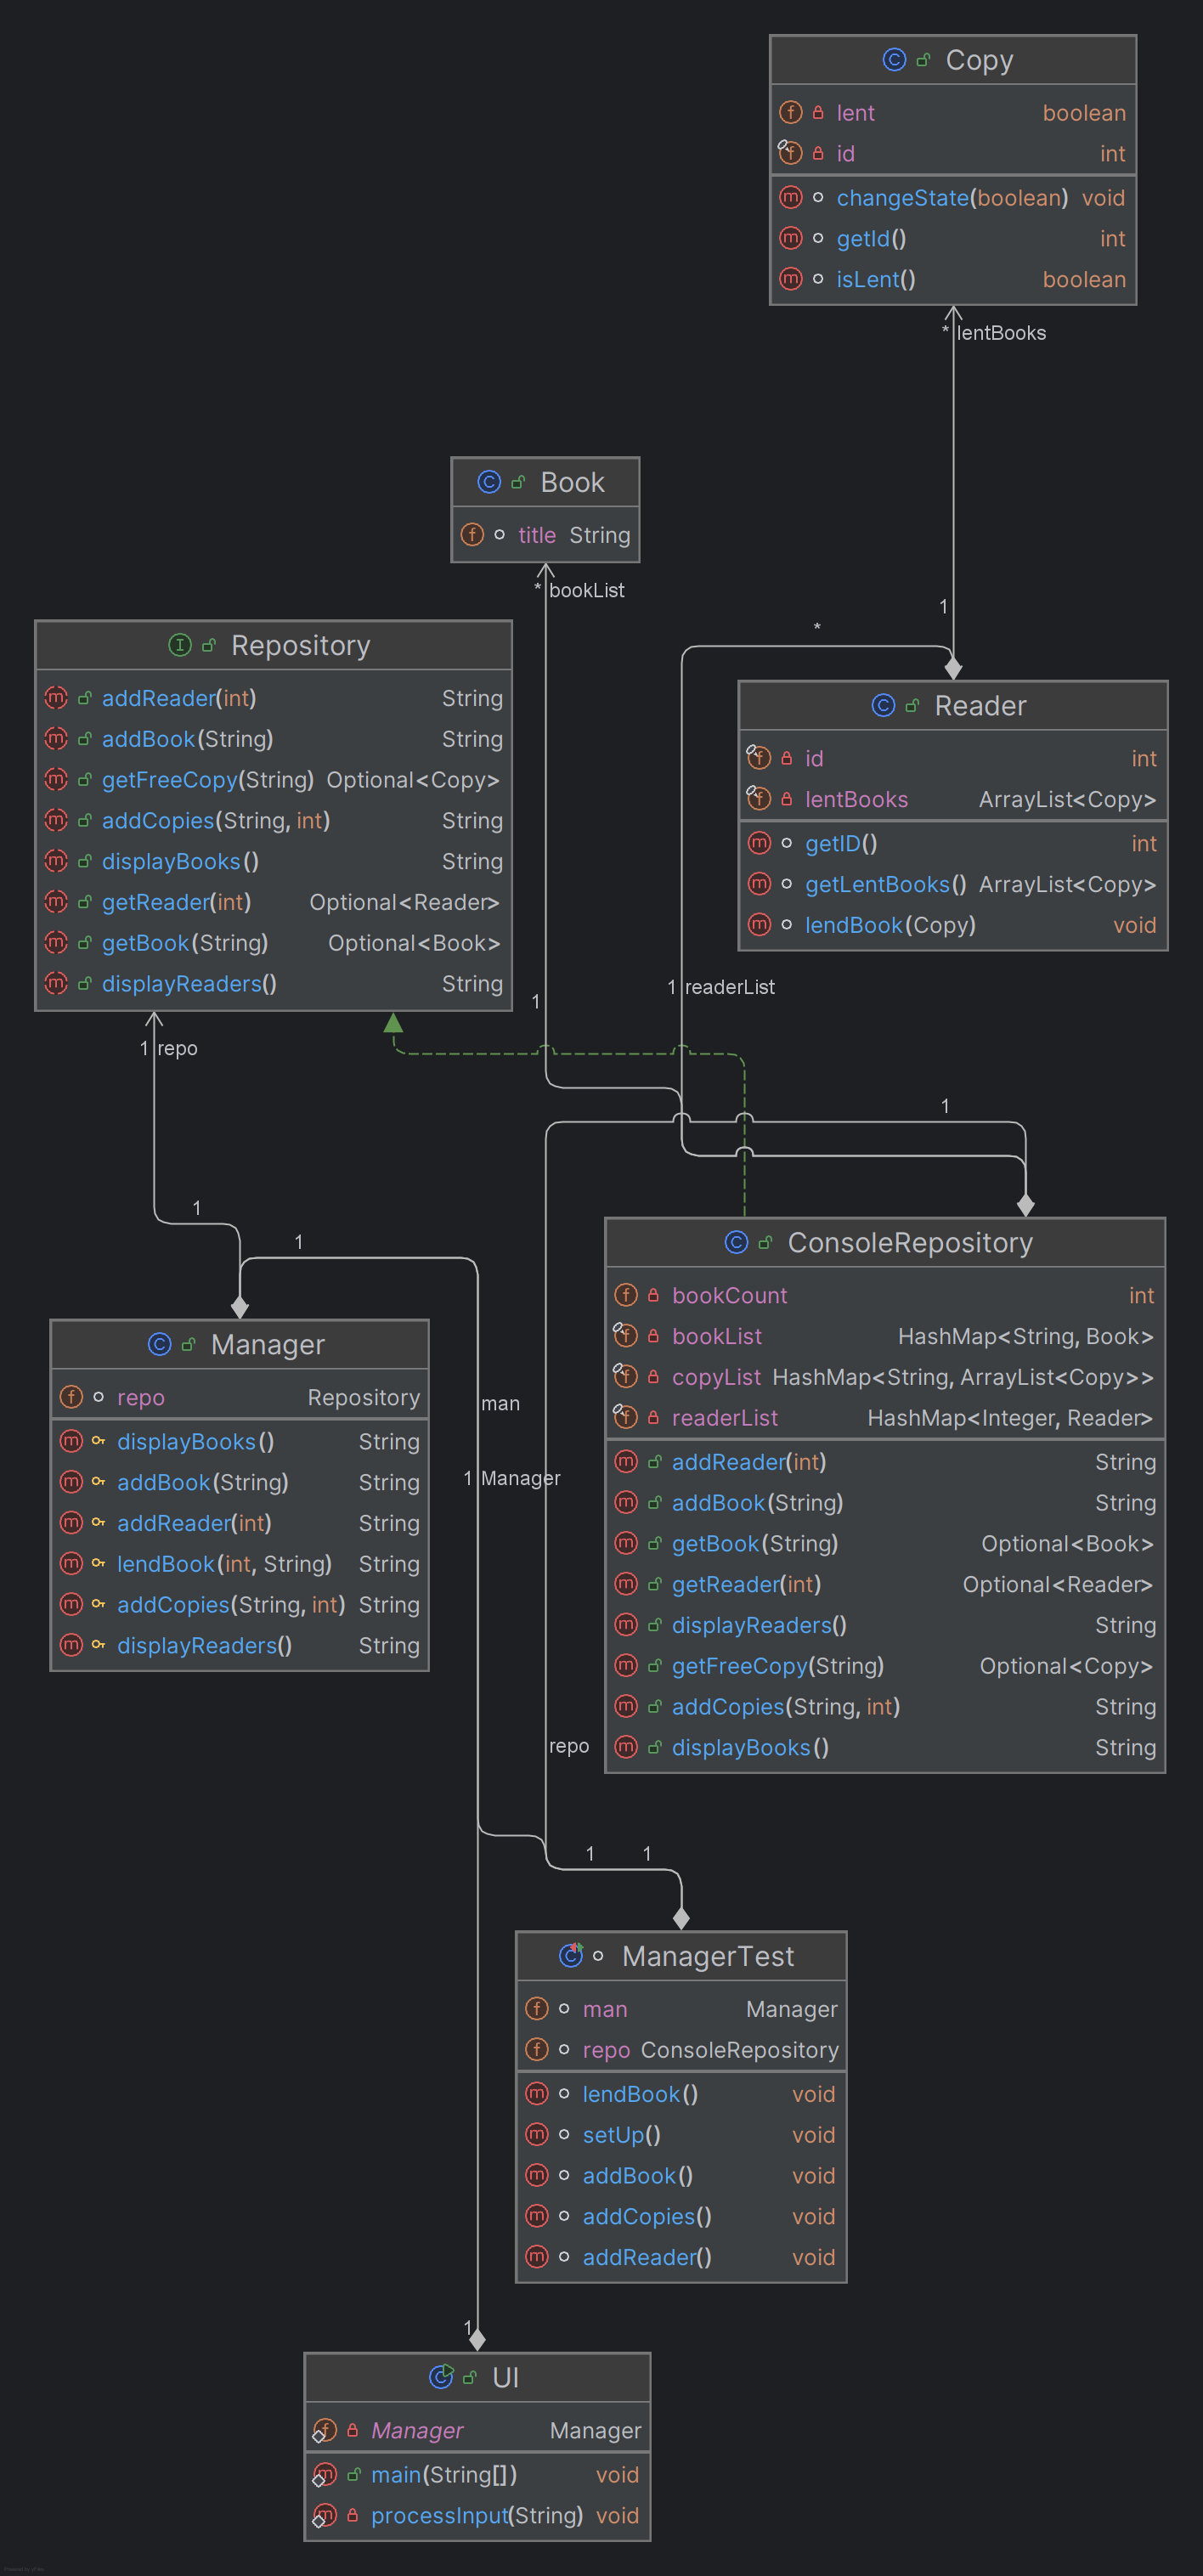 Copy
lent boolean
id int
changeState(boolean) void
getId() int
isLent() boolean
* lentBooks
Book
title String
* bookList
1
*
Repository
addReader(int) String
addBook(String) String
getFreeCopy(String) Optional<Copy>
addCopies(String, int) String
displayBooks() String
getReader(int) Optional<Reader>
getBook(String) Optional<Book>
displayReaders() String
Reader
id int
lentBooks ArrayList<Copy>
getID() int
getLentBooks() ArrayList<Copy>
lendBook(Copy) void
1 readerList
1
1 repo
1
1
1
ConsoleRepository
bookCount int
bookList HashMap<String, Book>
copyList HashMap<String, ArrayList<Copy>>
readerList HashMap<Integer, Reader>
addReader(int) String
addBook(String) String
getBook(String) Optional<Book>
getReader(int) Optional<Reader>
displayReaders() String
getFreeCopy(String) Optional<Copy>
addCopies(String, int) String
displayBooks() String
Manager
repo Repository
displayBooks() String
addBook(String) String
addReader(int) String
lendBook(int, String) String
addCopies(String, int) String
displayReaders() String
man
1 Manager
repo
1 1
ManagerTest
man Manager
repo ConsoleRepository
lendBook() void
setUp() void
addBook() void
addCopies() void
addReader() void
1
UI
Manager Manager
main(String[]) void
processInput(String) void